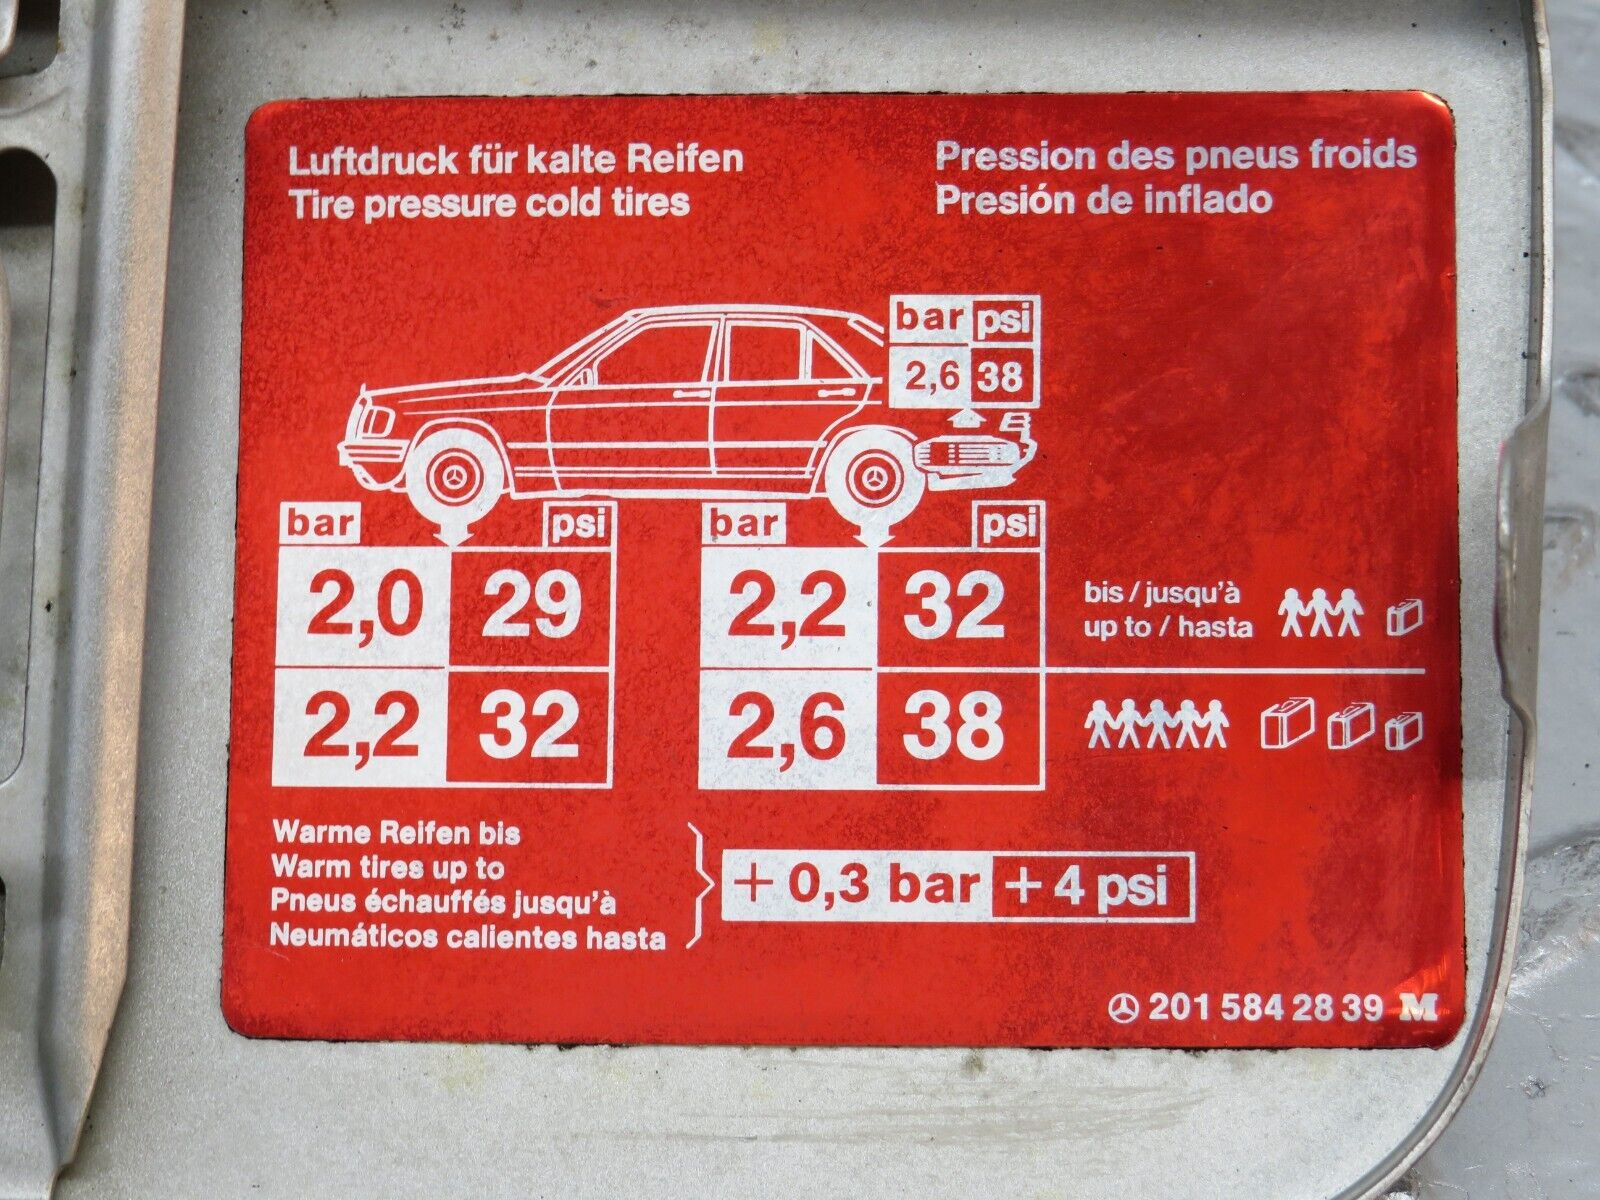 Luftdruck für kalte Reifen
Tire pressure cold tires
Pression des pneus froids
Presión de inflado
bar psi
2,6 38
bar psi
2,0 29
2,2 32
bar psi
2,2 32
2,6 38
bis / jusqu'à
up to / hasta
Warme Reifen bis
Warm tires up to
Pneus échauffés jusqu'à
Neumáticos calientes hasta
+ 0,3 bar + 4 psi
201 584 28 39 M